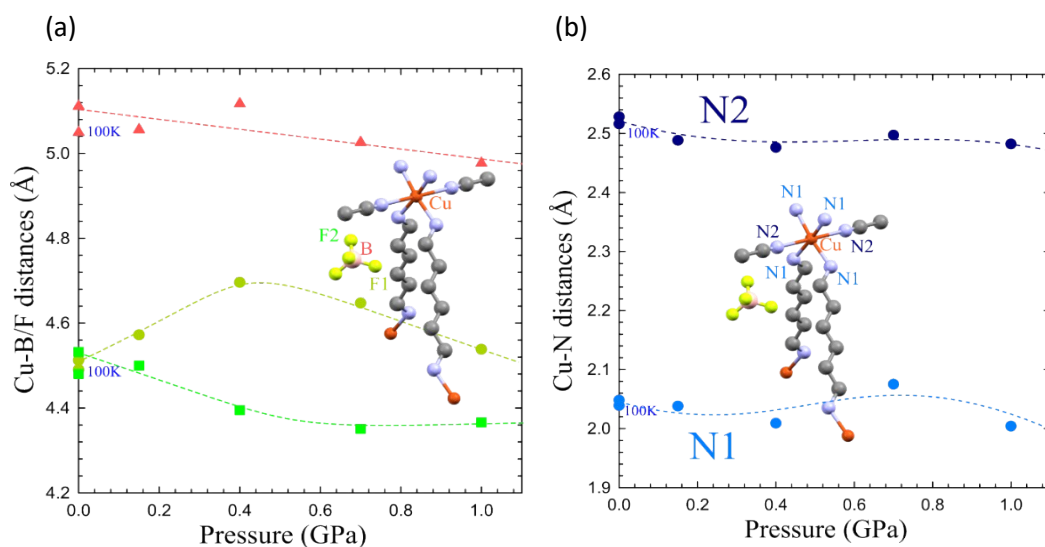 (a)
(b)
Cu-B/F distances (Å)
5.2
5.0
4.8
4.6
4.4
4.2
100K
100K
Cu
F2
B
F1
0.0 0.2 0.4 0.6 0.8 1.0
Pressure (GPa)
Cu-N distances (Å)
2.6
2.5
2.4
2.3
2.2
2.1
2.0
1.9
N2
100K
N1
N1
N2
Cu
N2
N1
N1
100K
N1
0.0 0.2 0.4 0.6 0.8 1.0
Pressure (GPa)